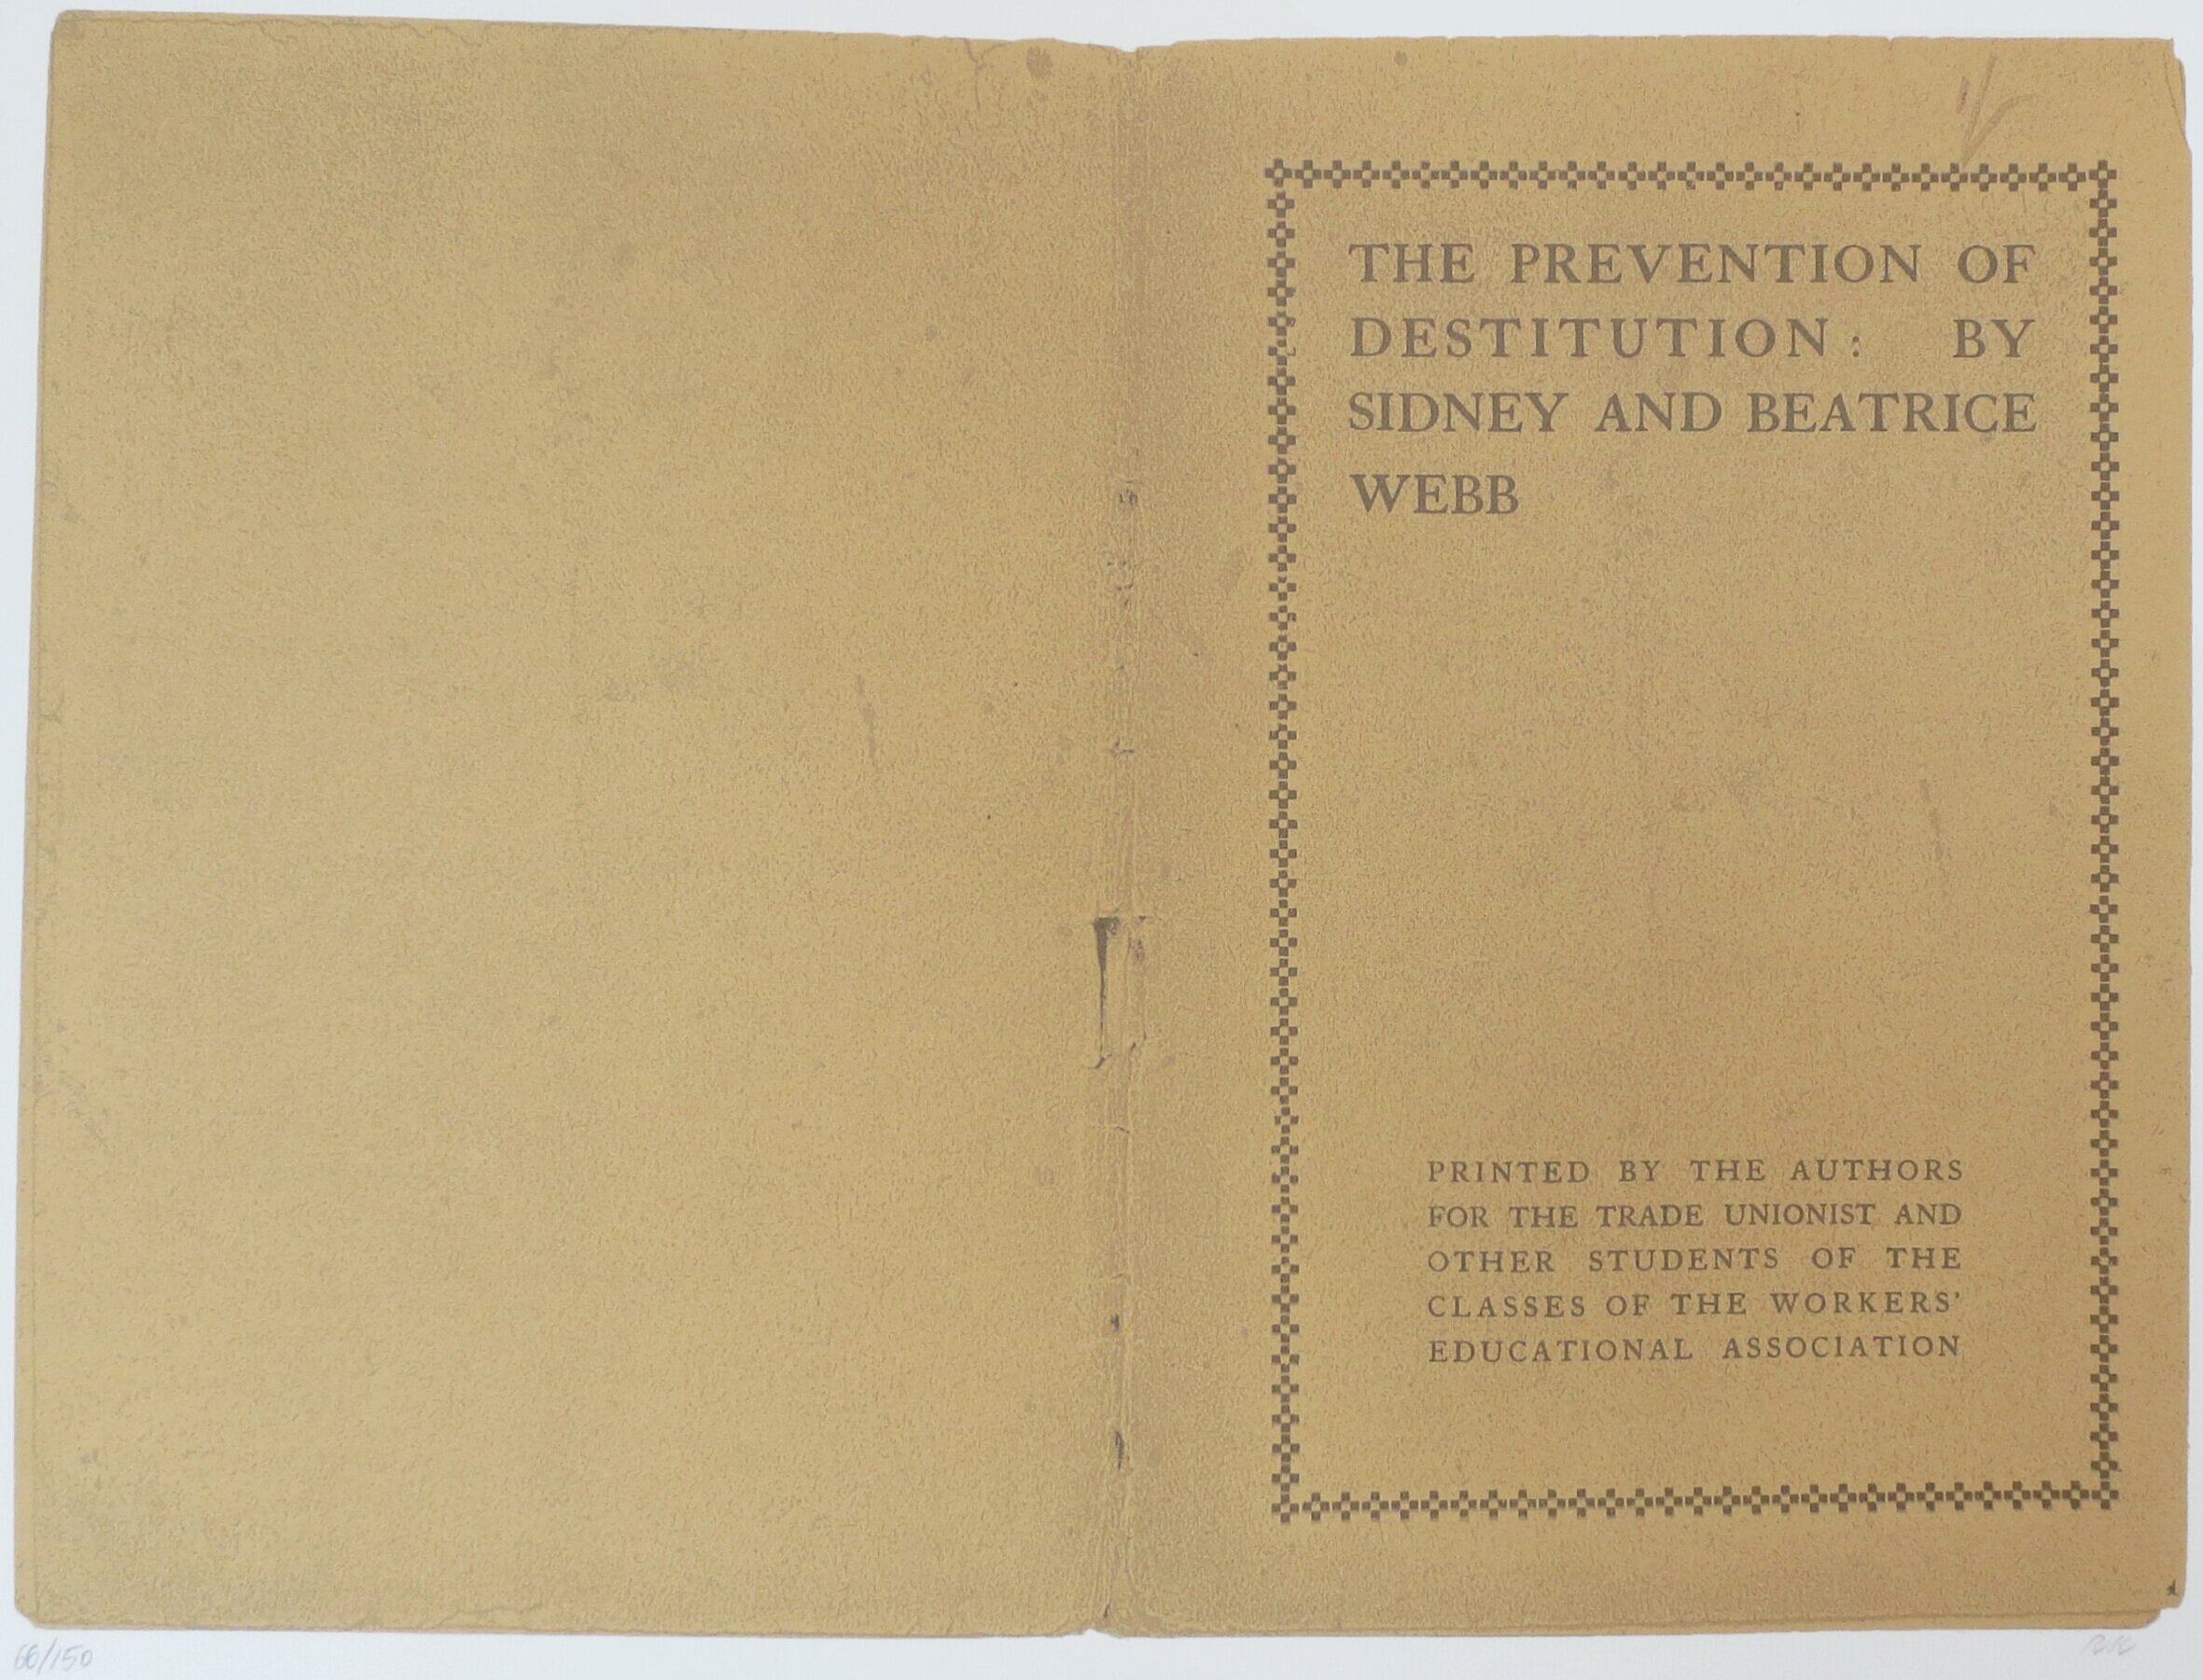 THE PREVENTION OF
DESTITUTION: BY
SIDNEY AND BEATRICE
WEBB
PRINTED BY THE AUTHORS
FOR THE TRADE UNIONIST AND
OTHER STUDENTS OF THE
CLASSES OF THE WORKERS'
EDUCATIONAL ASSOCIATION
66/150